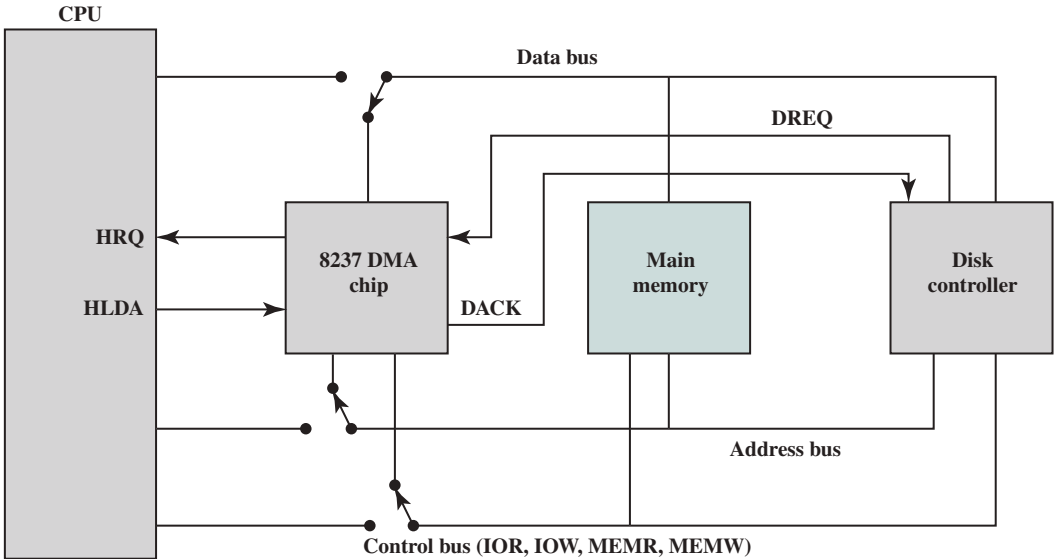 CPU
Data bus
DREQ
HRQ
8237 DMA
chip
Main
memory
Disk
controller
HLDA
DACK
Address bus
Control bus (IOR, IOW, MEMR, MEMW)